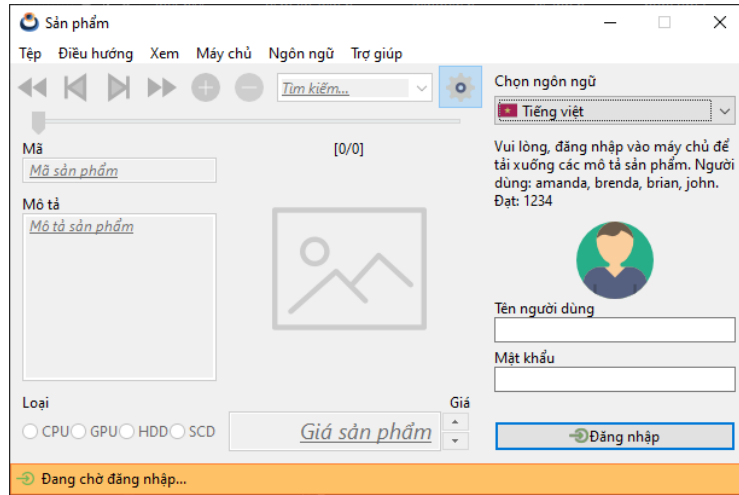 Sản phẩm
Tệp Điều hướng Xem Máy chủ Ngôn ngữ Trợ giúp
Tìm kiếm...
Chọn ngôn ngữ
Tiếng việt
Mã
[0/0]
Mã sản phẩm
Vui lòng, đăng nhập vào máy chủ để
tải xuống các mô tả sản phẩm. Người
dùng: amanda, brenda, brian, john.
Đạt: 1234
Mô tả
Mô tả sản phẩm
Tên người dùng
Mật khẩu
Loại
Giá
CPU GPU HDD SCD
Giá sản phẩm
Đăng nhập
Đang chờ đăng nhập...